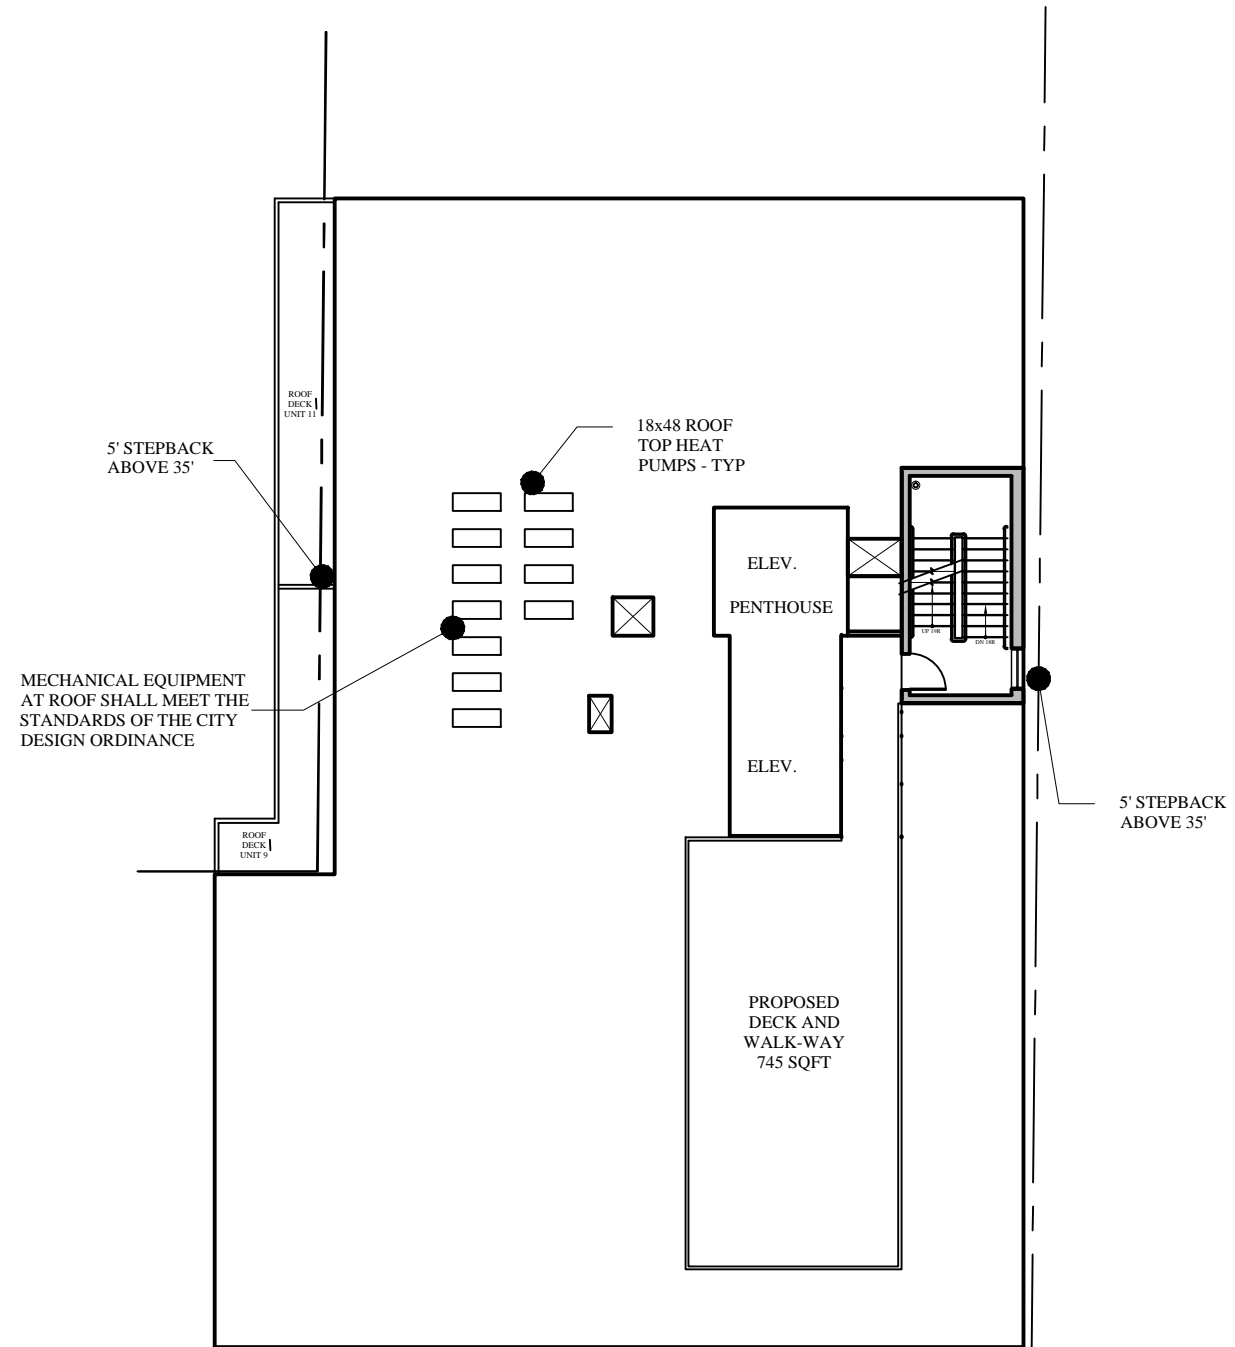 ROOF
DECK
UNIT 11
5' STEPBACK
ABOVE 35'
18x48 ROOF
TOP HEAT
PUMPS - TYP
ELEV.
PENTHOUSE
UP 19R
DN 18R
MECHANICAL EQUIPMENT
AT ROOF SHALL MEET THE
STANDARDS OF THE CITY
DESIGN ORDINANCE
ELEV.
5' STEPBACK
ABOVE 35'
ROOF
DECK
UNIT 9
PROPOSED
DECK AND
WALK-WAY
745 SQFT